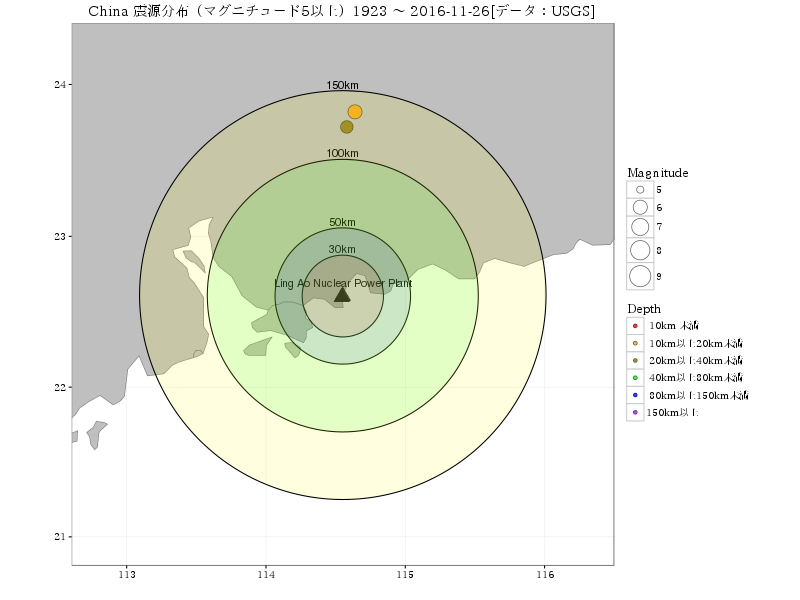 China 震源分布（マグニチュード5以上）1923 ～ 2016-11-26[データ：USGS]
150km
24
100km
50km
23
30km
Ling Ao Nuclear Power Plant
22
21
113
114
115
116
Magnitude
5
6
7
8
9
Depth
10km 未満
10km以上20km未満
20km以上40km未満
40km以上80km未満
80km以上150km未満
150km以上